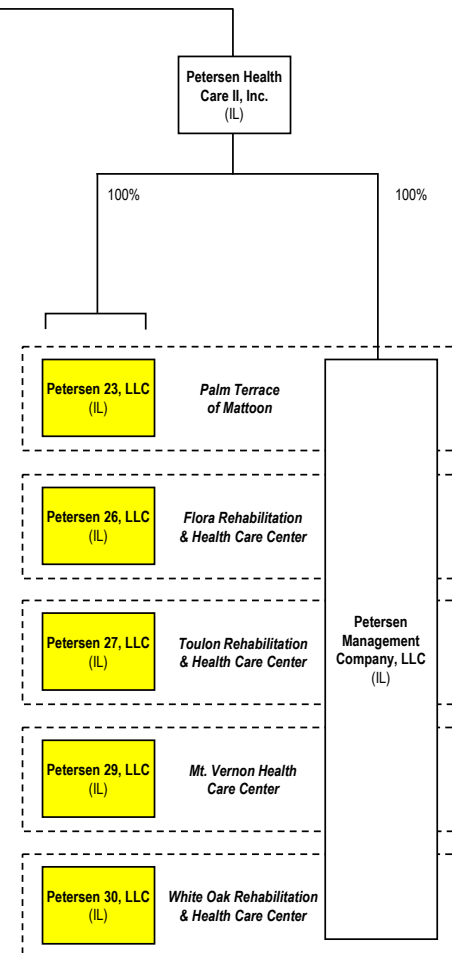 Petersen Health
Care II, Inc.
(IL)
100%
100%
Petersen 23, LLC
(IL)
Palm Terrace
of Mattoon
Petersen 26, LLC
(IL)
Flora Rehabilitation
& Health Care Center
Petersen 27, LLC
(IL)
Toulon Rehabilitation
& Health Care Center
Petersen
Management
Company, LLC
(IL)
Petersen 29, LLC
(IL)
Mt. Vernon Health
Care Center
Petersen 30, LLC
(IL)
White Oak Rehabilitation
& Health Care Center